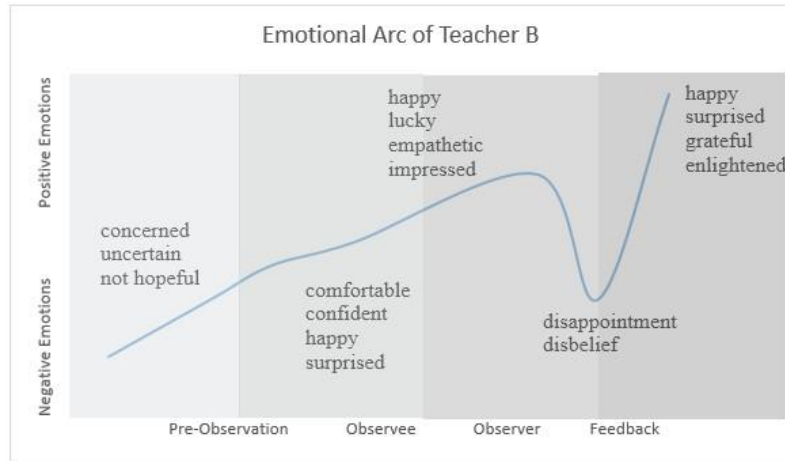 Emotional Arc of Teacher B
Positive Emotions
Negative Emotions
concerned
uncertain
not hopeful
comfortable
confident
happy
surprised
happy
lucky
empathetic
impressed
disappointment
disbelief
happy
surprised
grateful
enlightened
Pre-Observation
Observee
Observer
Feedback